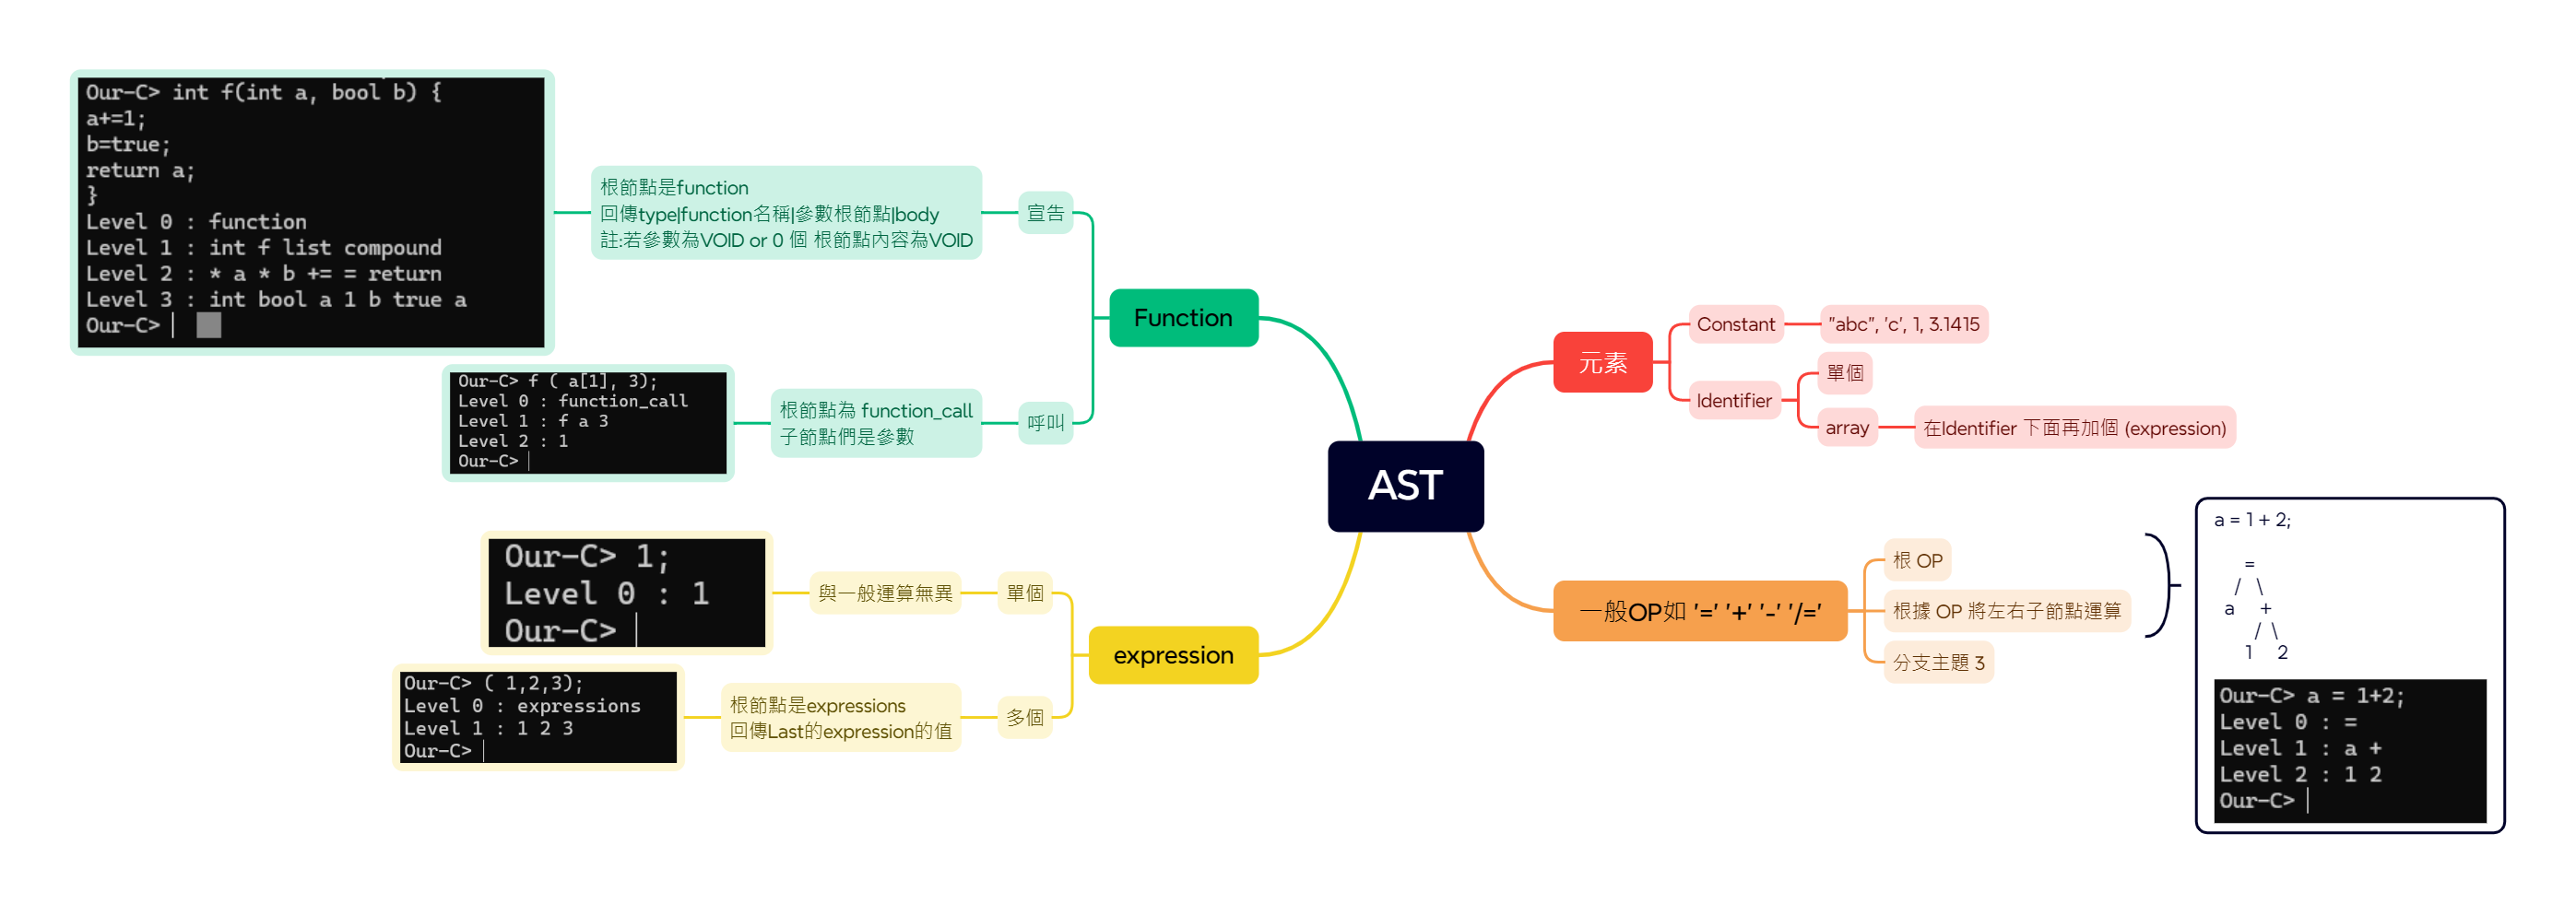 Our-C> int f(int a, bool b) {
a+=1;
b=true;
return a;
}
Level 0 : function
Level 1 : int f list compound
Level 2 : * a * b += = return
Level 3 : int bool a 1 b true a
Our-C>
根節點是function
回傳type|function名稱|參數根節點|body
註:若參數為VOID or 0 個 根節點內容為VOID
宣告
Function
Our-C> f ( a[1], 3);
Level 0 : function_call
Level 1 : f a 3
Level 2 : 1
Our-C>
根節點為 function_call
子節點們是參數
呼叫
AST
Our-C> 1;
Level 0 : 1
Our-C>
與一般運算無異
單個
expression
Our-C> ( 1,2,3);
Level 0 : expressions
Level 1 : 1 2 3
Our-C>
根節點是expressions
回傳Last的expression的值
多個
元素
Constant
"abc", 'c', 1, 3.1415
Identifier
單個
array
在Identifier 下面再加個 (expression)
一般OP如 '=' '+' '-' '/='
根 OP
根據 OP 將左右子節點運算
分支主題 3
a = 1 + 2;
=
/ \
a +
/ \
1 2
Our-C> a = 1+2;
Level 0 : =
Level 1 : a +
Level 2 : 1 2
Our-C>